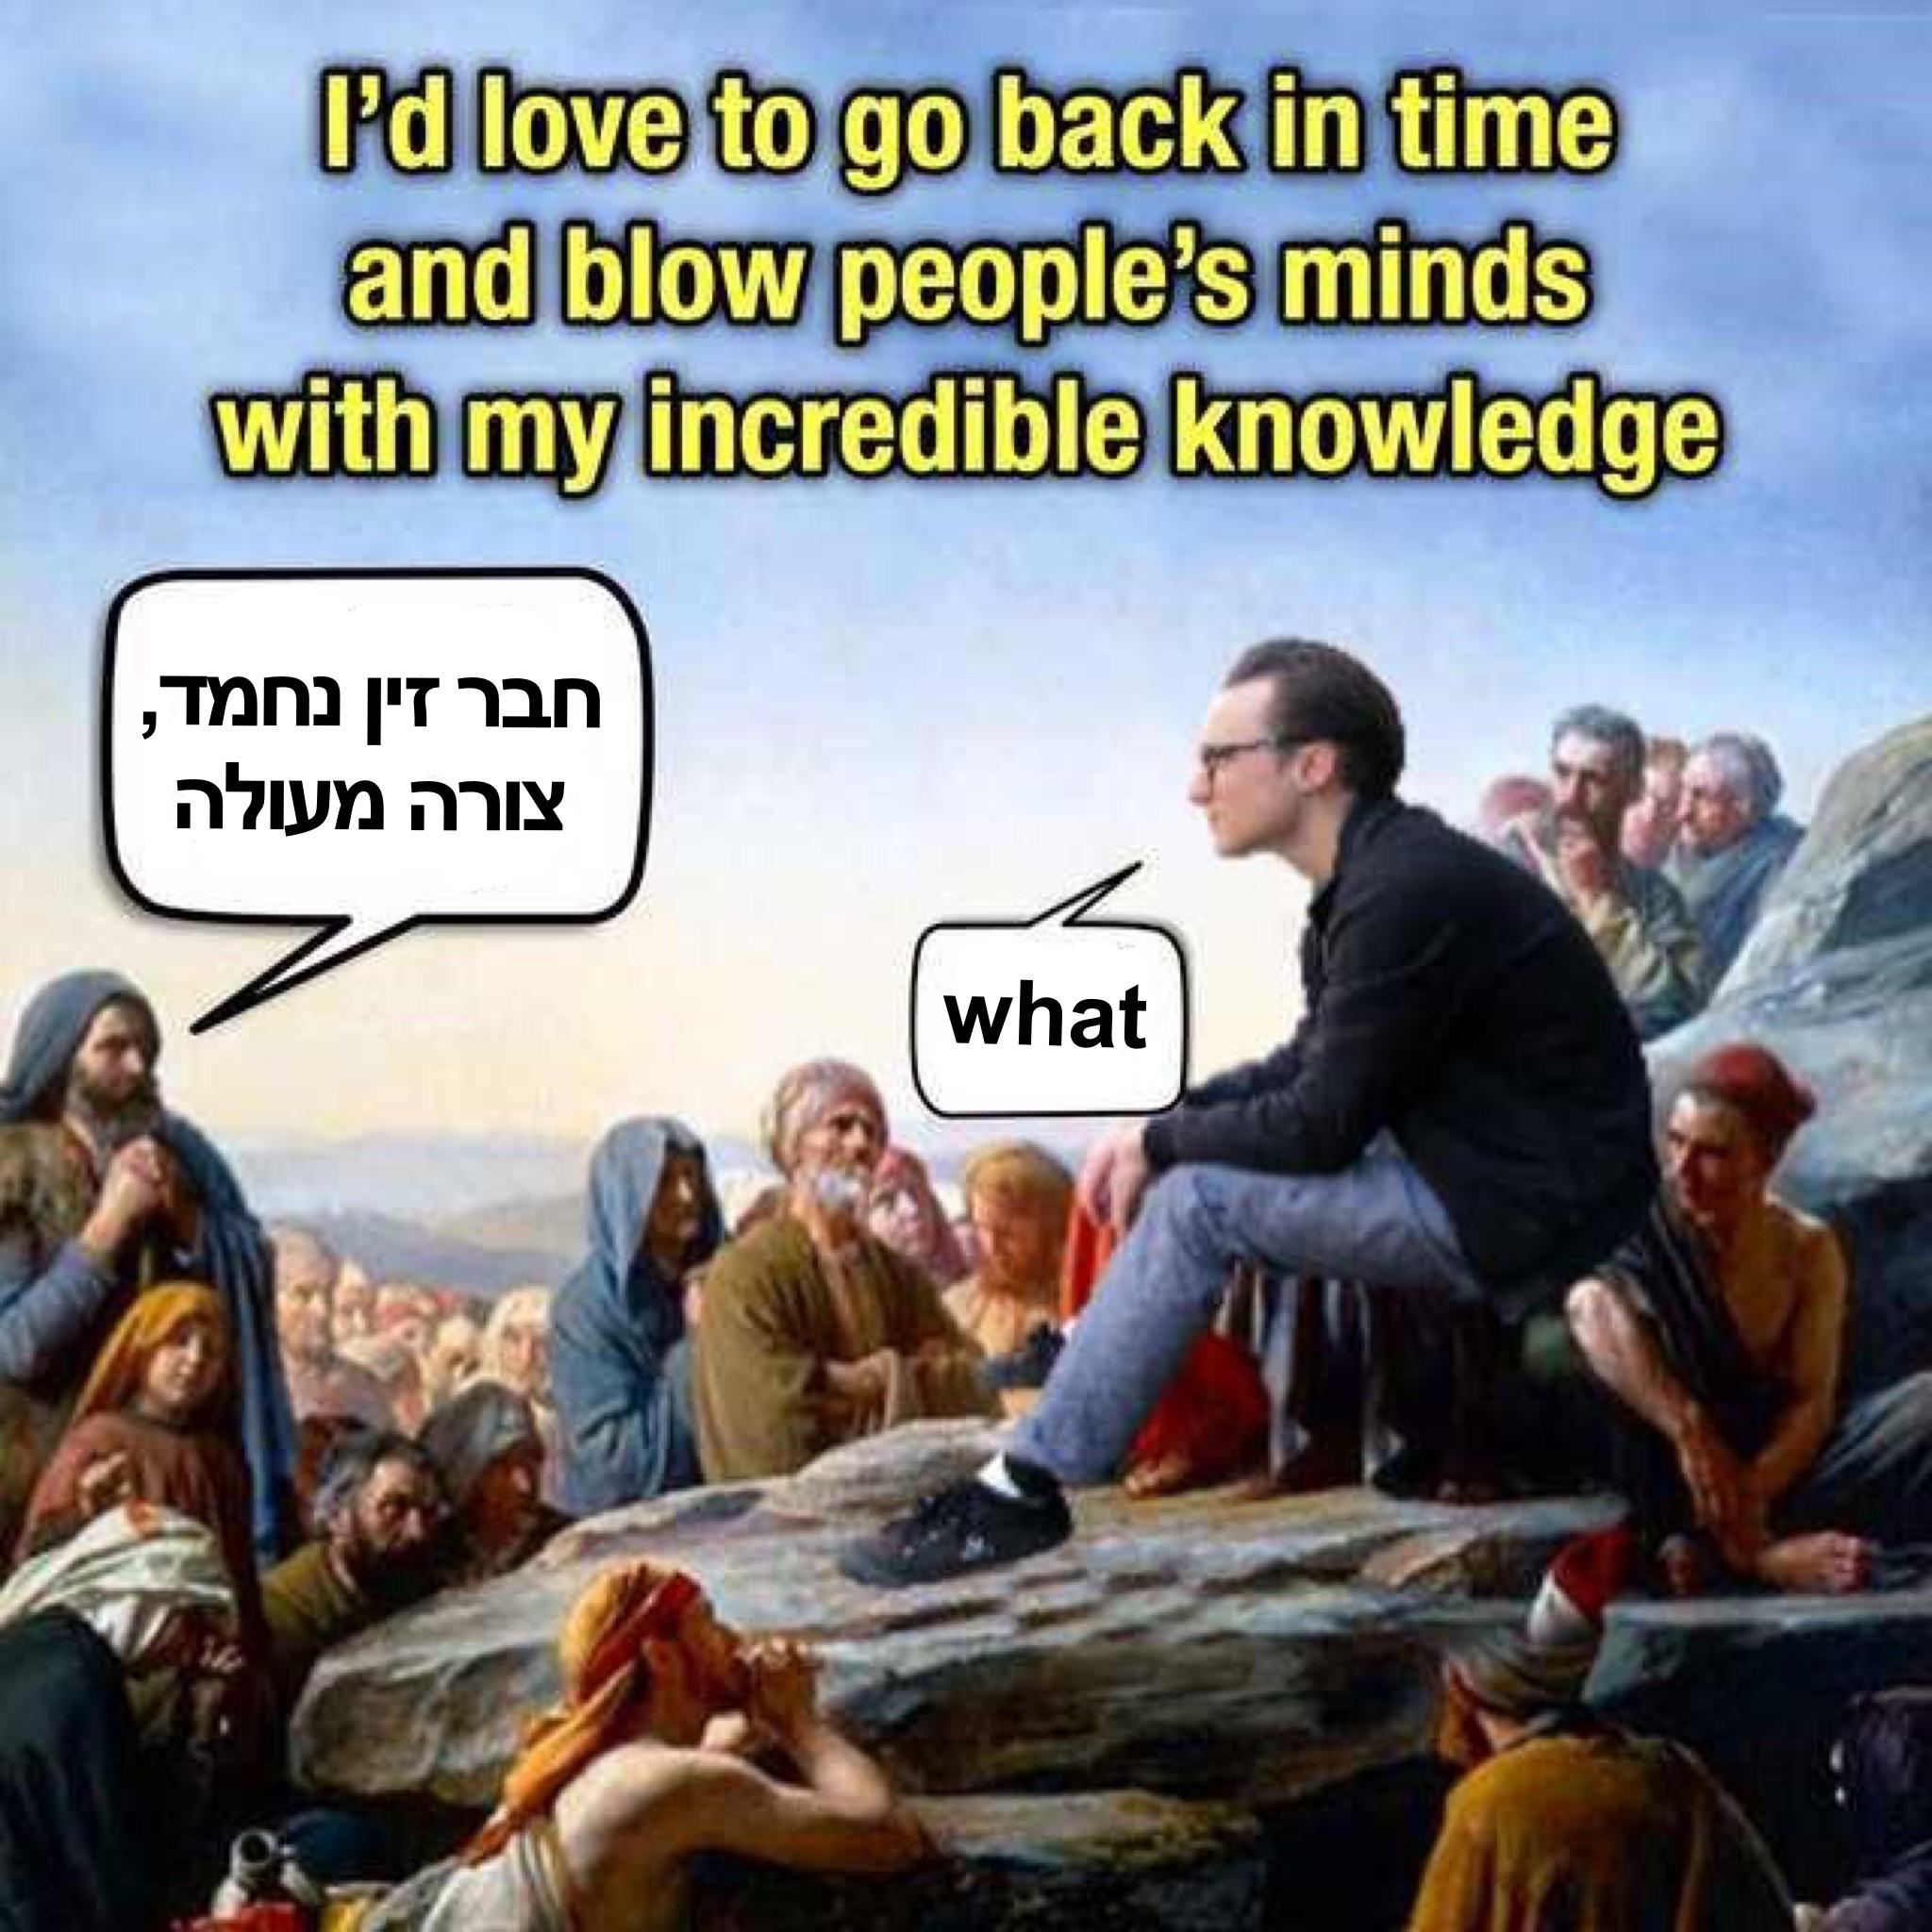 I'd love to go back in time
and blow people's minds
with my incredible knowledge
חבר זין נחמד,
צורה מעולה
what